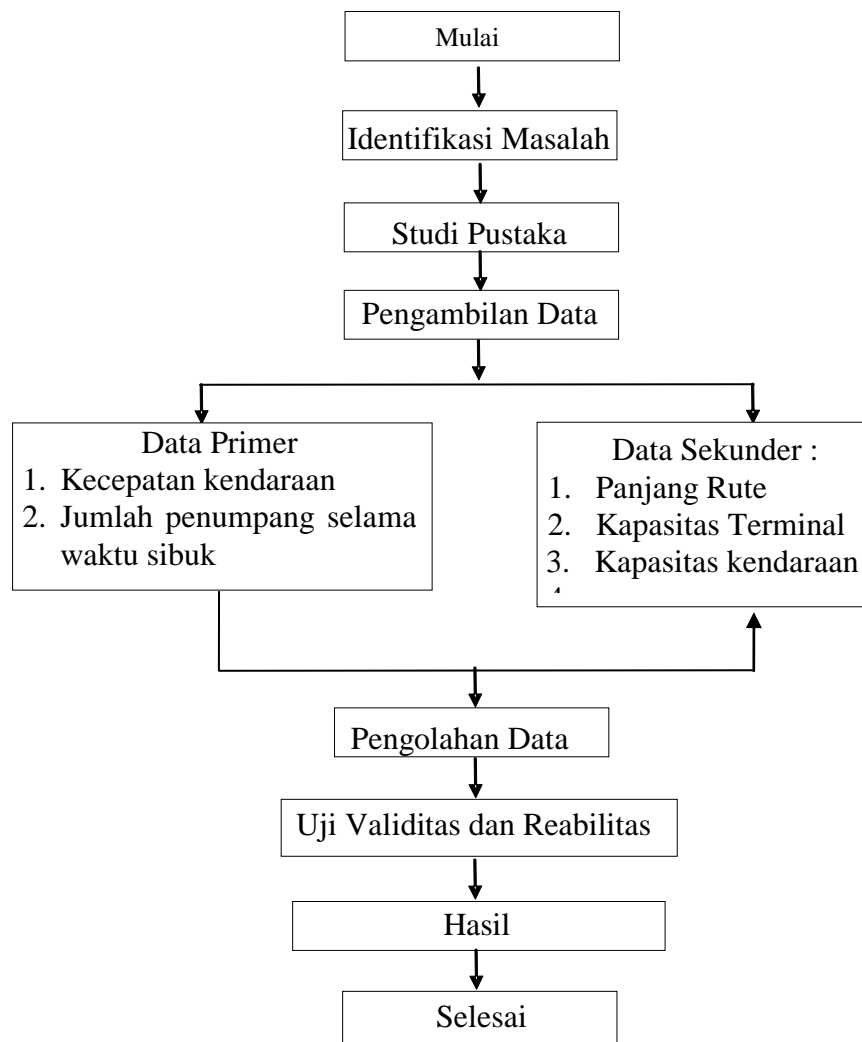 Mulai
Identifikasi Masalah
Studi Pustaka
Pengambilan Data
Data Primer
1. Kecepatan kendaraan
2. Jumlah penumpang selama
waktu sibuk
Data Sekunder :
1. Panjang Rute
2. Kapasitas Terminal
3. Kapasitas kendaraan
Pengolahan Data
Uji Validitas dan Reabilitas
Hasil
Selesai